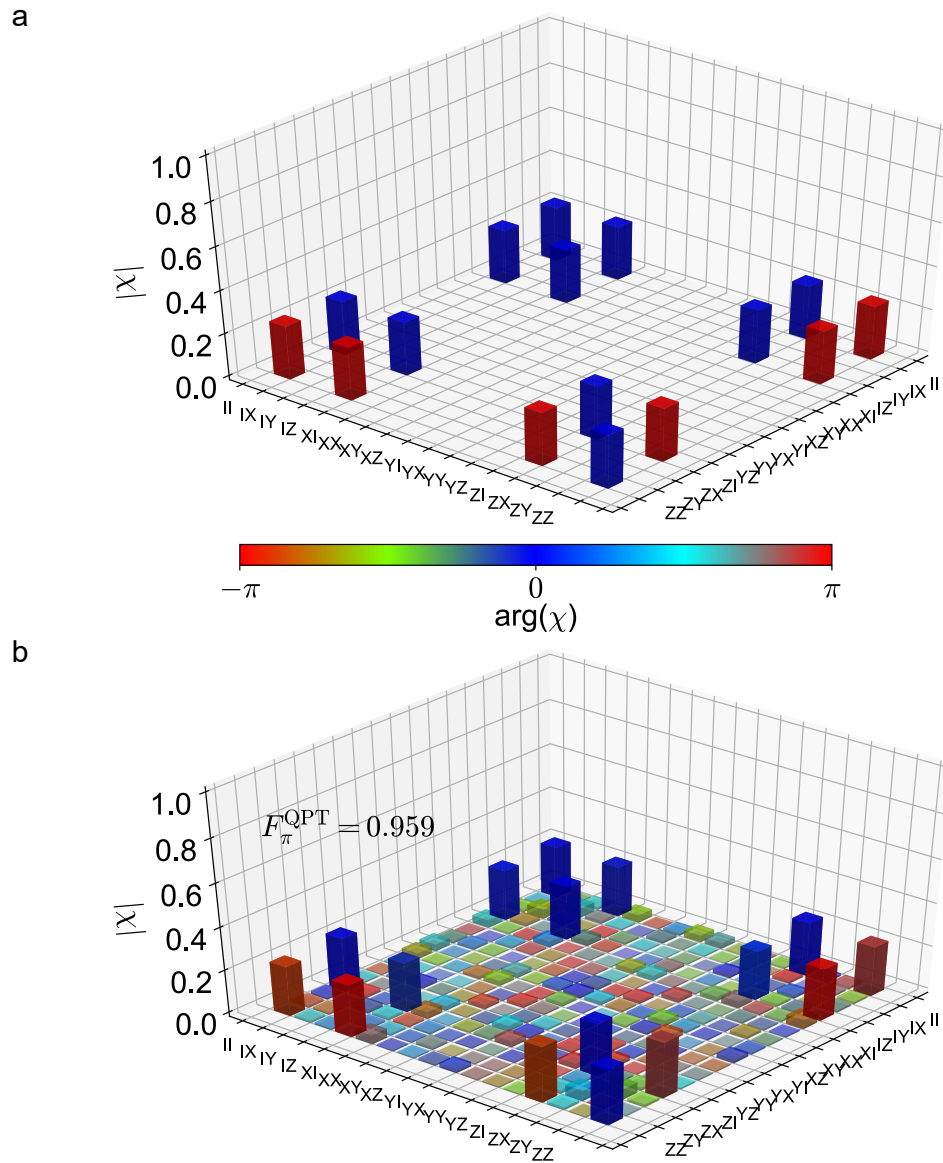 a
1.0
0.8
0.6
0.4
0.2
0.0
|χ|
II IX IY IZ XI XX XY XZ YI YX YY YZ ZI ZX ZY ZZ
ZZ ZY ZX ZI YZ YY YX YI XZ XY XX XI IZ IY IX II
−π 0 π
arg(χ)
b
1.0
0.8
0.6
0.4
0.2
0.0
|χ|
F_π^QPT = 0.959
II IX IY IZ XI XX XY XZ YI YX YY YZ ZI ZX ZY ZZ
ZZ ZY ZX ZI YZ YY YX YI XZ XY XX XI IZ IY IX II